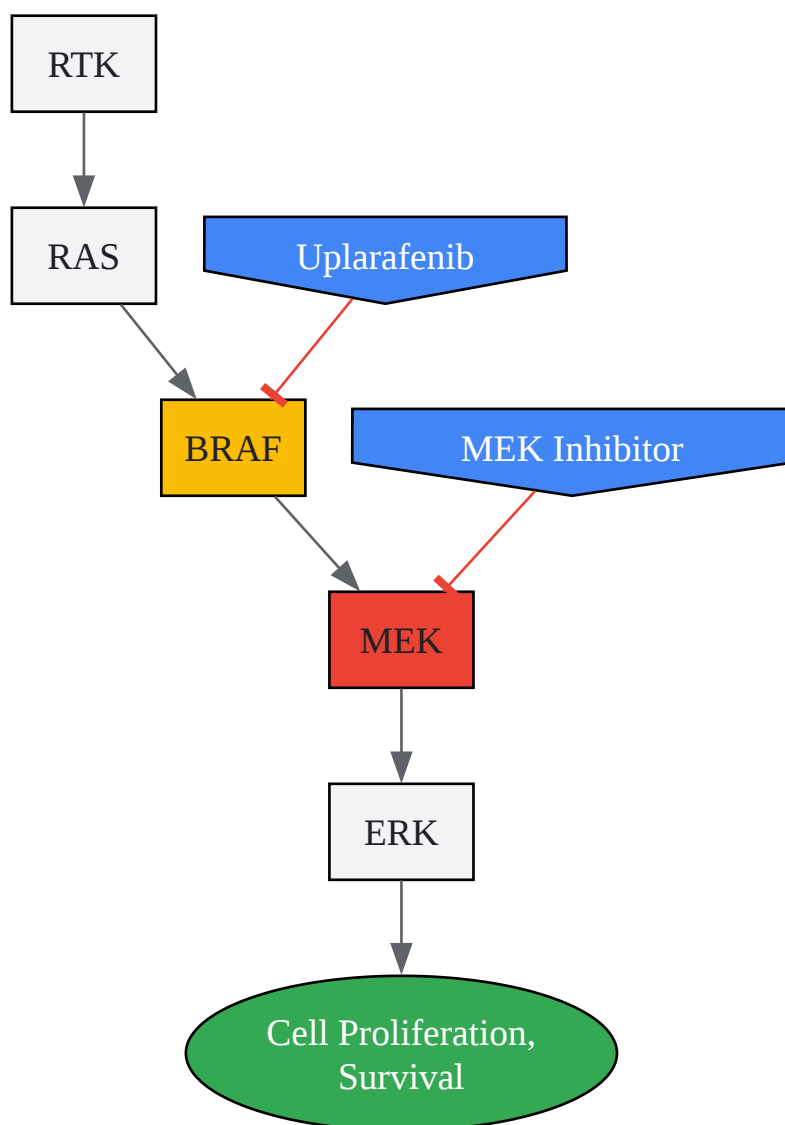 RTK
RAS
Uplarafenib
BRAF
MEK Inhibitor
MEK
ERK
Cell Proliferation,
Survival